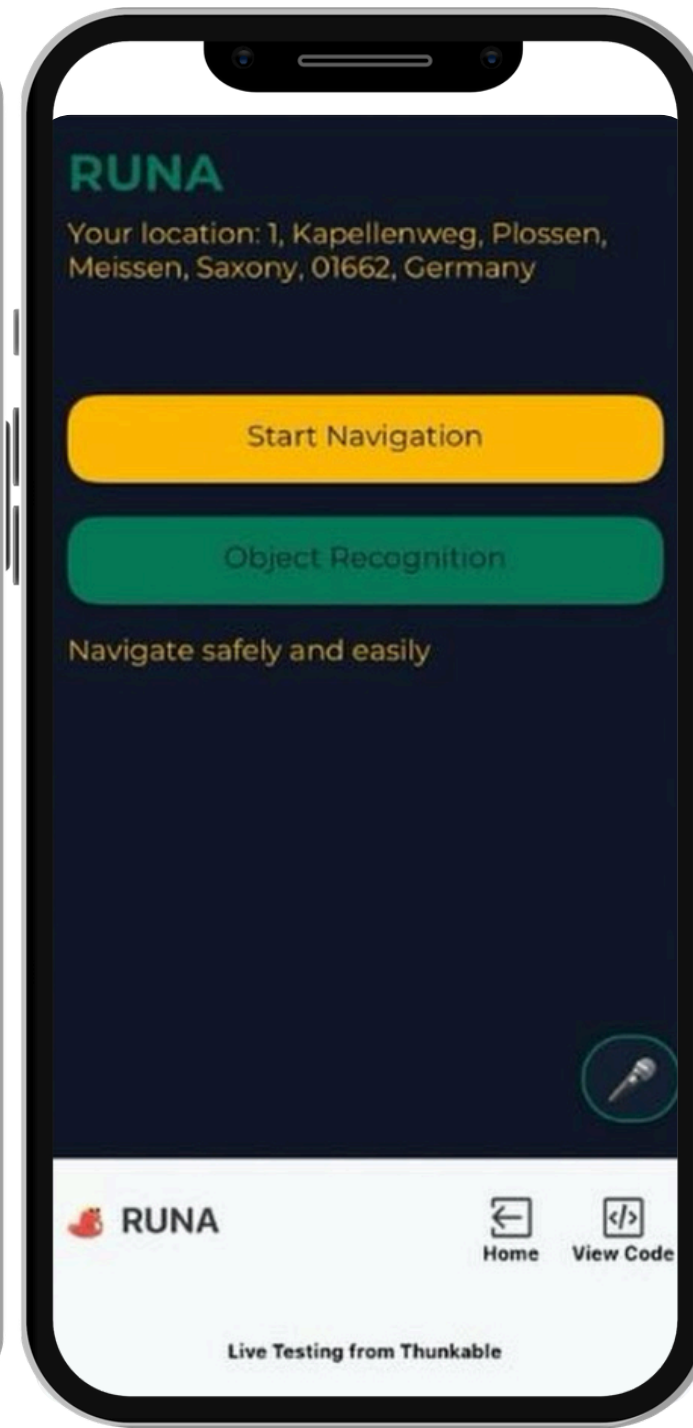 RUNA
Your location: 1, Kapellenweg, Plossen,
Meissen, Saxony, 01662, Germany
Start Navigation
Object Recognition
Navigate safely and easily
RUNA
Home
View Code
Live Testing from Thunkable